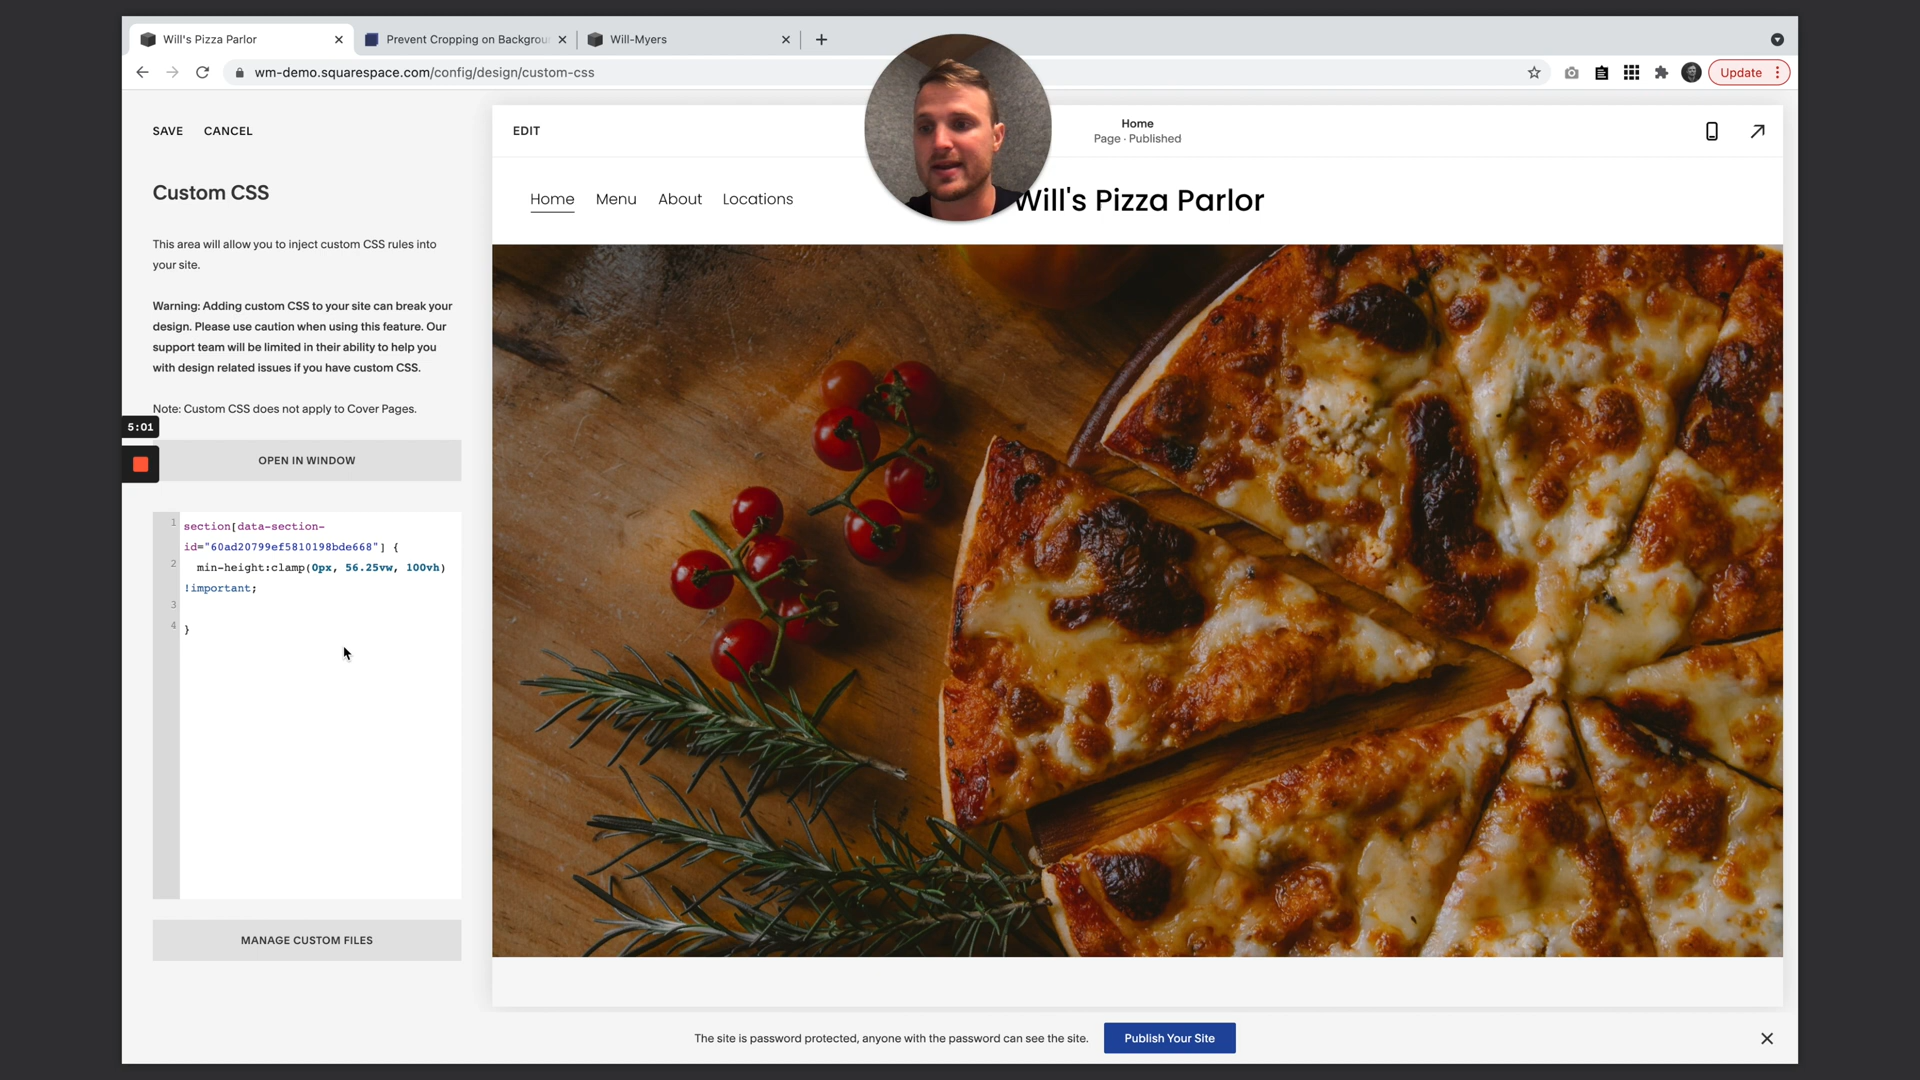 Will's Pizza Parlor
Prevent Cropping on Backgrou
Will-Myers
wm-demo.squarespace.com/config/design/custom-css
Update
SAVE CANCEL
EDIT
Home
Page · Published
Custom CSS
Home Menu About Locations
Will's Pizza Parlor
This area will allow you to inject custom CSS rules into
your site.
Warning: Adding custom CSS to your site can break your
design. Please use caution when using this feature. Our
support team will be limited in their ability to help you
with design related issues if you have custom CSS.
Note: Custom CSS does not apply to Cover Pages.
5:01
OPEN IN WINDOW
1 section[data-section-
id="60ad20799ef5810198bde668"] {
2 min-height:clamp(0px, 56.25vw, 100vh)
!important;
3
4 }
MANAGE CUSTOM FILES
The site is password protected, anyone with the password can see the site.
Publish Your Site